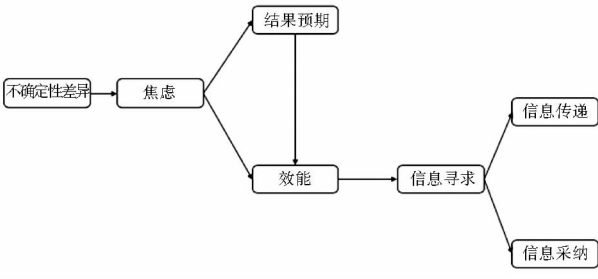 结果预期
不确定性差异
焦虑
信息传递
效能
信息寻求
信息采纳